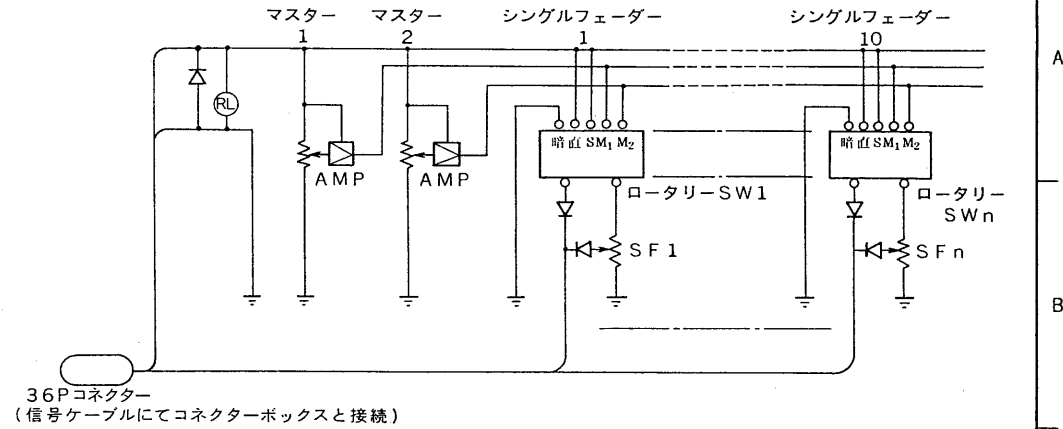 マスター マスター シングルフェーダー シングルフェーダー
1 2 1 10
A
RL
暗 直 S M₁ M₂ 暗 直 S M₁ M₂
AMP AMP ロータリーSW1 ロータリー
SWn
SF1 SFn
B
36Pコネクター
(信号ケーブルにてコネクターボックスと接続)